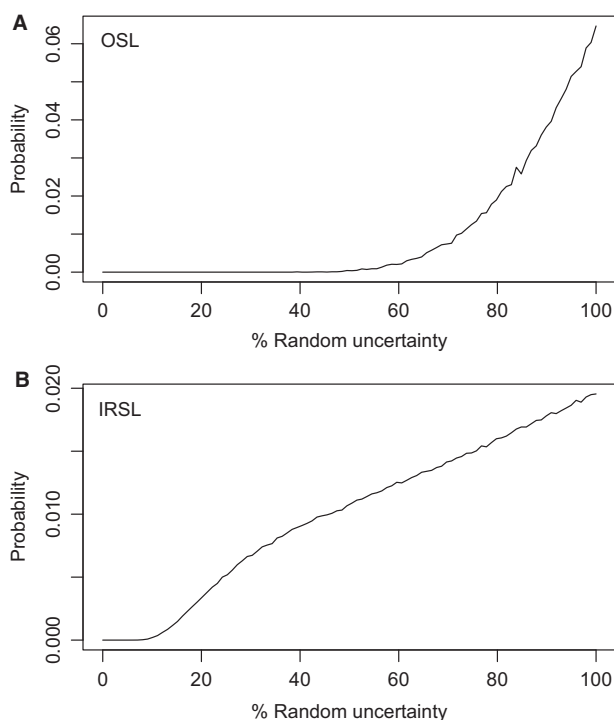 A
OSL
Probability
0.06
0.04
0.02
0.00
0 20 40 60 80 100
% Random uncertainty
B
IRSL
Probability
0.020
0.010
0.000
0 20 40 60 80 100
% Random uncertainty